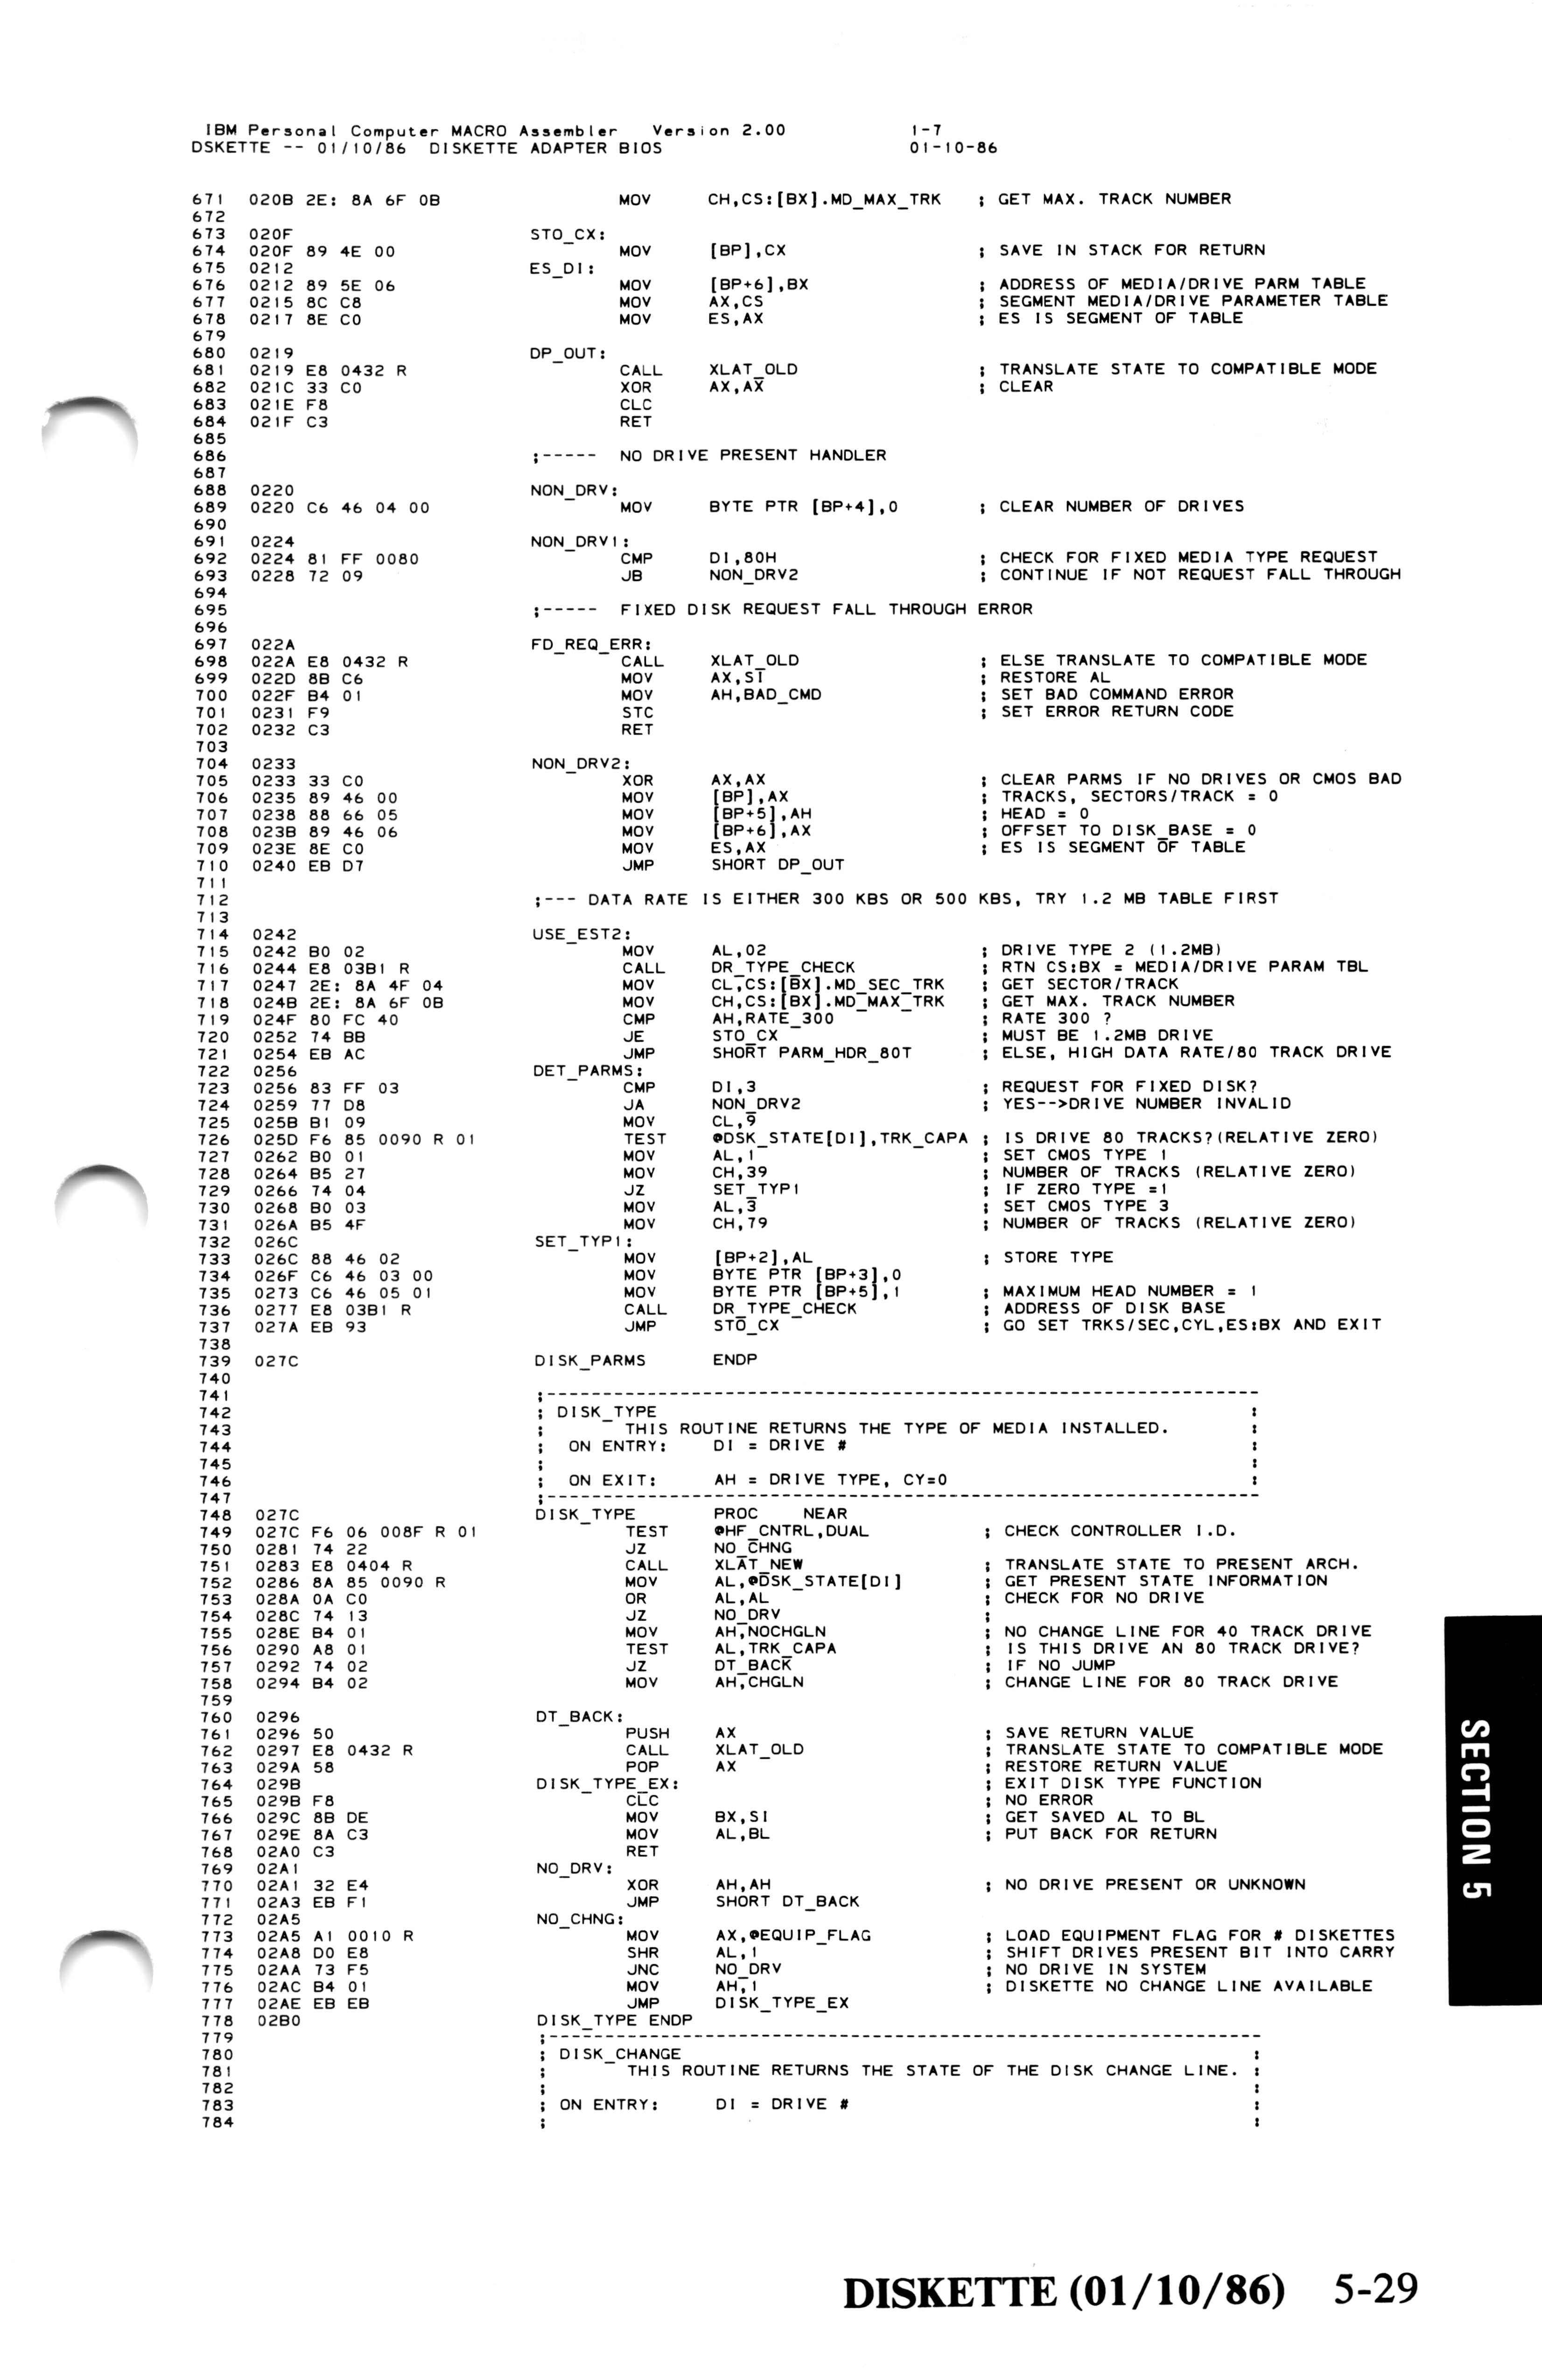 IBM Personal Computer MACRO Assembler   Version 2.00          1-7
DSKETTE -- 01/10/86  DISKETTE ADAPTER BIOS          01-10-86
671  020B 2E: 8A 6F 0B  MOV  CH,CS:[BX].MD_MAX_TRK  ; GET MAX. TRACK NUMBER
672
673  020F  STO_CX:
674  020F 89 4E 00  MOV  [BP],CX  ; SAVE IN STACK FOR RETURN
675  0212  ES_DI:
676  0212 89 5E 06  MOV  [BP+6],BX  ; ADDRESS OF MEDIA/DRIVE PARM TABLE
677  0215 8C C8  MOV  AX,CS  ; SEGMENT MEDIA/DRIVE PARAMETER TABLE
678  0217 8E C0  MOV  ES,AX  ; ES IS SEGMENT OF TABLE
679
680  0219  DP_OUT:
681  0219 E8 0432 R  CALL  XLAT_OLD  ; TRANSLATE STATE TO COMPATIBLE MODE
682  021C 33 C0  XOR  AX,AX  ; CLEAR
683  021E F8  CLC
684  021F C3  RET
685
686  ;-----  NO DRIVE PRESENT HANDLER
687
688  0220  NON_DRV:
689  0220 C6 46 04 00  MOV  BYTE PTR [BP+4],0  ; CLEAR NUMBER OF DRIVES
690
691  0224  NON_DRV1:
692  0224 81 FF 0080  CMP  DI,80H  ; CHECK FOR FIXED MEDIA TYPE REQUEST
693  0228 72 09  JB  NON_DRV2  ; CONTINUE IF NOT REQUEST FALL THROUGH
694
695  ;-----  FIXED DISK REQUEST FALL THROUGH ERROR
696
697  022A  FD_REQ_ERR:
698  022A E8 0432 R  CALL  XLAT_OLD  ; ELSE TRANSLATE TO COMPATIBLE MODE
699  022D 8B C6  MOV  AX,SI  ; RESTORE AL
700  022F B4 01  MOV  AH,BAD_CMD  ; SET BAD COMMAND ERROR
701  0231 F9  STC  ; SET ERROR RETURN CODE
702  0232 C3  RET
703
704  0233  NON_DRV2:
705  0233 33 C0  XOR  AX,AX  ; CLEAR PARMS IF NO DRIVES OR CMOS BAD
706  0235 89 46 00  MOV  [BP],AX  ; TRACKS, SECTORS/TRACK = 0
707  0238 88 66 05  MOV  [BP+5],AH  ; HEAD = 0
708  023B 89 46 06  MOV  [BP+6],AX  ; OFFSET TO DISK_BASE = 0
709  023E 8E C0  MOV  ES,AX  ; ES IS SEGMENT OF TABLE
710  0240 EB D7  JMP  SHORT DP_OUT
711
712  ;--- DATA RATE IS EITHER 300 KBS OR 500 KBS, TRY 1.2 MB TABLE FIRST
713
714  0242  USE_EST2:
715  0242 B0 02  MOV  AL,02  ; DRIVE TYPE 2 (1.2MB)
716  0244 E8 03B1 R  CALL  DR_TYPE_CHECK  ; RTN CS:BX = MEDIA/DRIVE PARAM TBL
717  0247 2E: 8A 4F 04  MOV  CL,CS:[BX].MD_SEC_TRK  ; GET SECTOR/TRACK
718  024B 2E: 8A 6F 0B  MOV  CH,CS:[BX].MD_MAX_TRK  ; GET MAX. TRACK NUMBER
719  024F 80 FC 40  CMP  AH,RATE_300  ; RATE 300 ?
720  0252 74 BB  JE  STO_CX  ; MUST BE 1.2MB DRIVE
721  0254 EB AC  JMP  SHORT PARM_HDR_80T  ; ELSE, HIGH DATA RATE/80 TRACK DRIVE
722  0256  DET_PARMS:
723  0256 83 FF 03  CMP  DI,3  ; REQUEST FOR FIXED DISK?
724  0259 77 D8  JA  NON_DRV2  ; YES-->DRIVE NUMBER INVALID
725  025B B1 09  MOV  CL,9
726  025D F6 85 0090 R 01  TEST  @DSK_STATE[DI],TRK_CAPA  ; IS DRIVE 80 TRACKS?(RELATIVE ZERO)
727  0262 B0 01  MOV  AL,1  ; SET CMOS TYPE 1
728  0264 B5 27  MOV  CH,39  ; NUMBER OF TRACKS (RELATIVE ZERO)
729  0266 74 04  JZ  SET_TYP1  ; IF ZERO TYPE =1
730  0268 B0 03  MOV  AL,3  ; SET CMOS TYPE 3
731  026A B5 4F  MOV  CH,79  ; NUMBER OF TRACKS (RELATIVE ZERO)
732  026C  SET_TYP1:
733  026C 88 46 02  MOV  [BP+2],AL  ; STORE TYPE
734  026F C6 46 03 00  MOV  BYTE PTR [BP+3],0
735  0273 C6 46 05 01  MOV  BYTE PTR [BP+5],1  ; MAXIMUM HEAD NUMBER = 1
736  0277 E8 03B1 R  CALL  DR_TYPE_CHECK  ; ADDRESS OF DISK BASE
737  027A EB 93  JMP  STO_CX  ; GO SET TRKS/SEC,CYL,ES:BX AND EXIT
738
739  027C  DISK_PARMS  ENDP
740
741  ;----------------------------------------------------------------
742  ; DISK_TYPE  :
743  ;  THIS ROUTINE RETURNS THE TYPE OF MEDIA INSTALLED.  :
744  ;  ON ENTRY:  DI = DRIVE #  :
745  ;  :
746  ;  ON EXIT:  AH = DRIVE TYPE, CY=0  :
747  ;----------------------------------------------------------------
748  027C  DISK_TYPE  PROC  NEAR
749  027C F6 06 008F R 01  TEST  @HF_CNTRL,DUAL  ; CHECK CONTROLLER I.D.
750  0281 74 22  JZ  NO_CHNG
751  0283 E8 0404 R  CALL  XLAT_NEW  ; TRANSLATE STATE TO PRESENT ARCH.
752  0286 8A 85 0090 R  MOV  AL,@DSK_STATE[DI]  ; GET PRESENT STATE INFORMATION
753  028A 0A C0  OR  AL,AL  ; CHECK FOR NO DRIVE
754  028C 74 13  JZ  NO_DRV  ;
755  028E B4 01  MOV  AH,NOCHGLN  ; NO CHANGE LINE FOR 40 TRACK DRIVE
756  0290 A8 01  TEST  AL,TRK_CAPA  ; IS THIS DRIVE AN 80 TRACK DRIVE?
757  0292 74 02  JZ  DT_BACK  ; IF NO JUMP
758  0294 B4 02  MOV  AH,CHGLN  ; CHANGE LINE FOR 80 TRACK DRIVE
759
760  0296  DT_BACK:
761  0296 50  PUSH  AX  ; SAVE RETURN VALUE
762  0297 E8 0432 R  CALL  XLAT_OLD  ; TRANSLATE STATE TO COMPATIBLE MODE
763  029A 58  POP  AX  ; RESTORE RETURN VALUE
764  029B  DISK_TYPE_EX:  ; EXIT DISK TYPE FUNCTION
765  029B F8  CLC  ; NO ERROR
766  029C 8B DE  MOV  BX,SI  ; GET SAVED AL TO BL
767  029E 8A C3  MOV  AL,BL  ; PUT BACK FOR RETURN
768  02A0 C3  RET
769  02A1  NO_DRV:
770  02A1 32 E4  XOR  AH,AH  ; NO DRIVE PRESENT OR UNKNOWN
771  02A3 EB F1  JMP  SHORT DT_BACK
772  02A5  NO_CHNG:
773  02A5 A1 0010 R  MOV  AX,@EQUIP_FLAG  ; LOAD EQUIPMENT FLAG FOR # DISKETTES
774  02A8 D0 E8  SHR  AL,1  ; SHIFT DRIVES PRESENT BIT INTO CARRY
775  02AA 73 F5  JNC  NO_DRV  ; NO DRIVE IN SYSTEM
776  02AC B4 01  MOV  AH,1  ; DISKETTE NO CHANGE LINE AVAILABLE
777  02AE EB EB  JMP  DISK_TYPE_EX
778  02B0  DISK_TYPE ENDP
779  ;----------------------------------------------------------------
780  ; DISK_CHANGE  :
781  ;  THIS ROUTINE RETURNS THE STATE OF THE DISK CHANGE LINE.  :
782  ;  :
783  ; ON ENTRY:  DI = DRIVE #  :
784  ;  :
SECTION 5
DISKETTE (01/10/86)  5-29